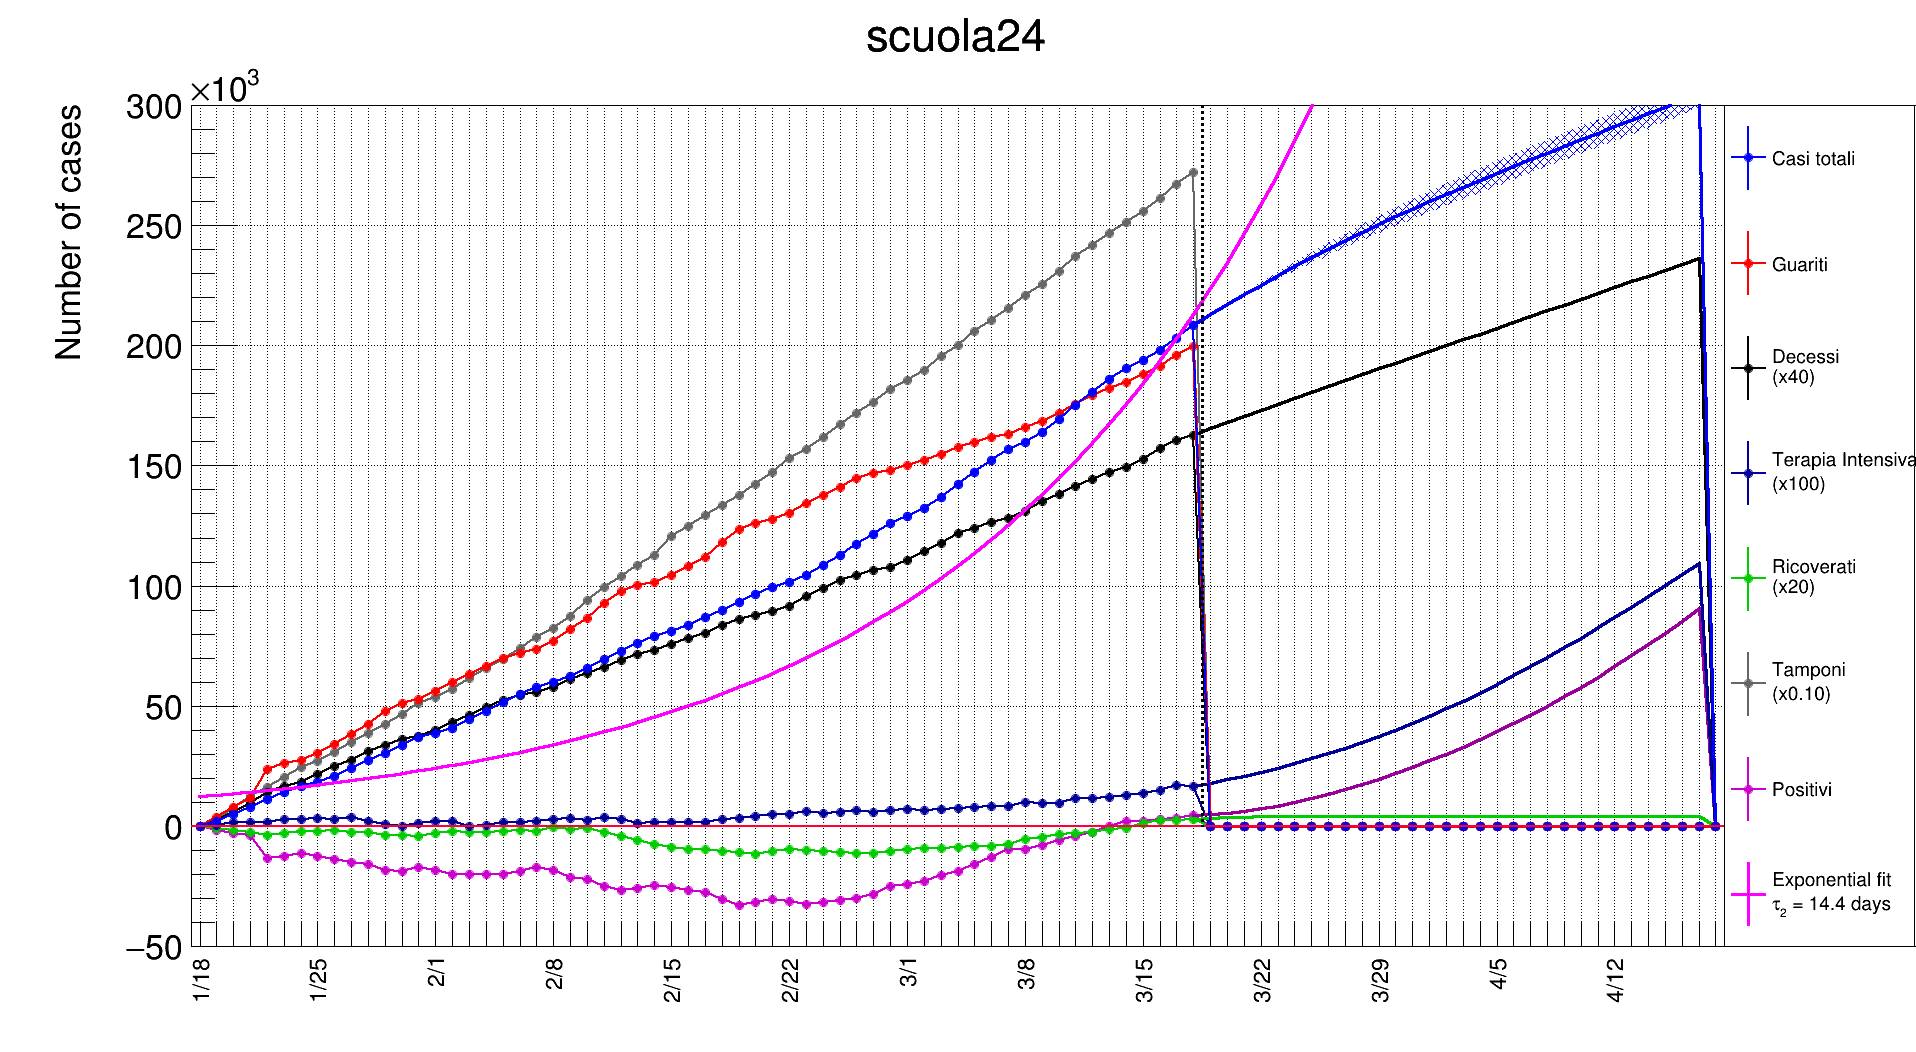 scuola24
×10³
Number of cases
300
250
200
150
100
50
0
−50
1/18
1/25
2/1
2/8
2/15
2/22
3/1
3/8
3/15
3/22
3/29
4/5
4/12
Casi totali
Guariti
Decessi
(x40)
Terapia Intensiva
(x100)
Ricoverati
(x20)
Tamponi
(x0.10)
Positivi
Exponential fit
τ₂ = 14.4 days